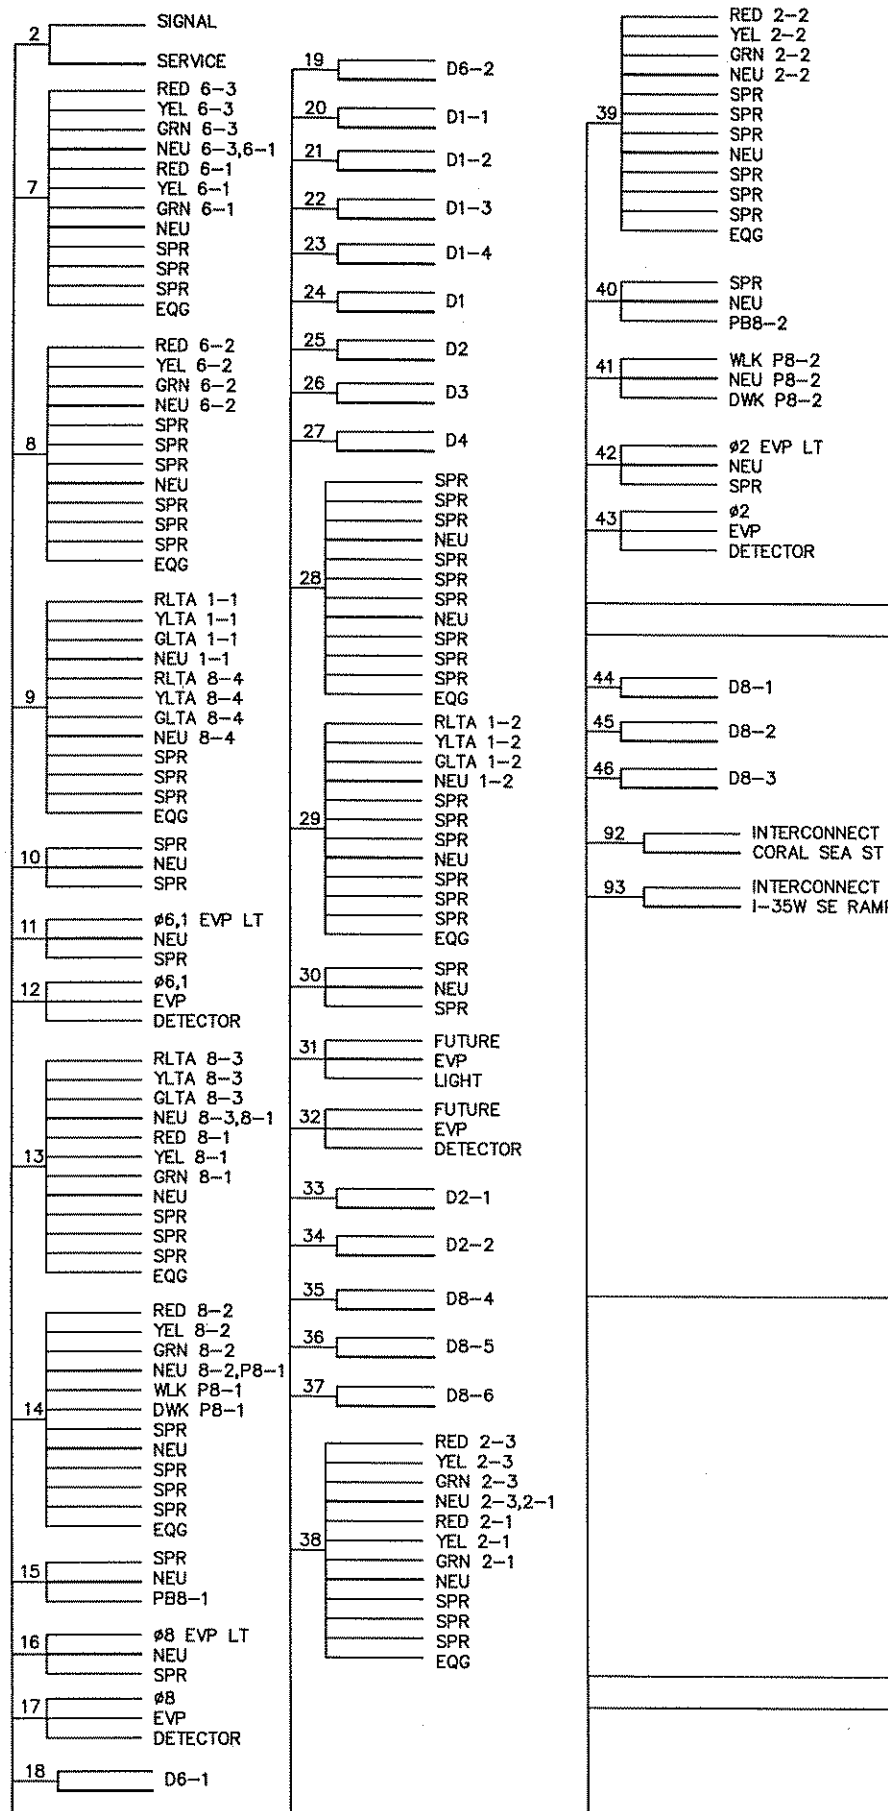 2
SIGNAL
SERVICE
7
RED 6-3
YEL 6-3
GRN 6-3
NEU 6-3,6-1
RED 6-1
YEL 6-1
GRN 6-1
NEU
SPR
SPR
SPR
EQG
8
RED 6-2
YEL 6-2
GRN 6-2
NEU 6-2
SPR
SPR
SPR
NEU
SPR
SPR
SPR
EQG
9
RLTA 1-1
YLTA 1-1
GLTA 1-1
NEU 1-1
RLTA 8-4
YLTA 8-4
GLTA 8-4
NEU 8-4
SPR
SPR
SPR
EQG
10
SPR
NEU
SPR
11
ø6,1 EVP LT
NEU
SPR
12
ø6,1
EVP
DETECTOR
13
RLTA 8-3
YLTA 8-3
GLTA 8-3
NEU 8-3,8-1
RED 8-1
YEL 8-1
GRN 8-1
NEU
SPR
SPR
SPR
EQG
14
RED 8-2
YEL 8-2
GRN 8-2
NEU 8-2,P8-1
WLK P8-1
DWK P8-1
SPR
NEU
SPR
SPR
SPR
EQG
15
SPR
NEU
PB8-1
16
ø8 EVP LT
NEU
SPR
17
ø8
EVP
DETECTOR
18
D6-1
19
D6-2
20
D1-1
21
D1-2
22
D1-3
23
D1-4
24
D1
25
D2
26
D3
27
D4
28
SPR
SPR
SPR
NEU
SPR
SPR
SPR
NEU
SPR
SPR
SPR
EQG
29
RLTA 1-2
YLTA 1-2
GLTA 1-2
NEU 1-2
SPR
SPR
SPR
NEU
SPR
SPR
SPR
EQG
30
SPR
NEU
SPR
31
FUTURE
EVP
LIGHT
32
FUTURE
EVP
DETECTOR
33
D2-1
34
D2-2
35
D8-4
36
D8-5
37
D8-6
38
RED 2-3
YEL 2-3
GRN 2-3
NEU 2-3,2-1
RED 2-1
YEL 2-1
GRN 2-1
NEU
SPR
SPR
SPR
EQG
39
RED 2-2
YEL 2-2
GRN 2-2
NEU 2-2
SPR
SPR
SPR
NEU
SPR
SPR
SPR
EQG
40
SPR
NEU
PB8-2
41
WLK P8-2
NEU P8-2
DWK P8-2
42
ø2 EVP LT
NEU
SPR
43
ø2
EVP
DETECTOR
44
D8-1
45
D8-2
46
D8-3
92
INTERCONNECT
CORAL SEA ST
93
INTERCONNECT
I-35W SE RAMP